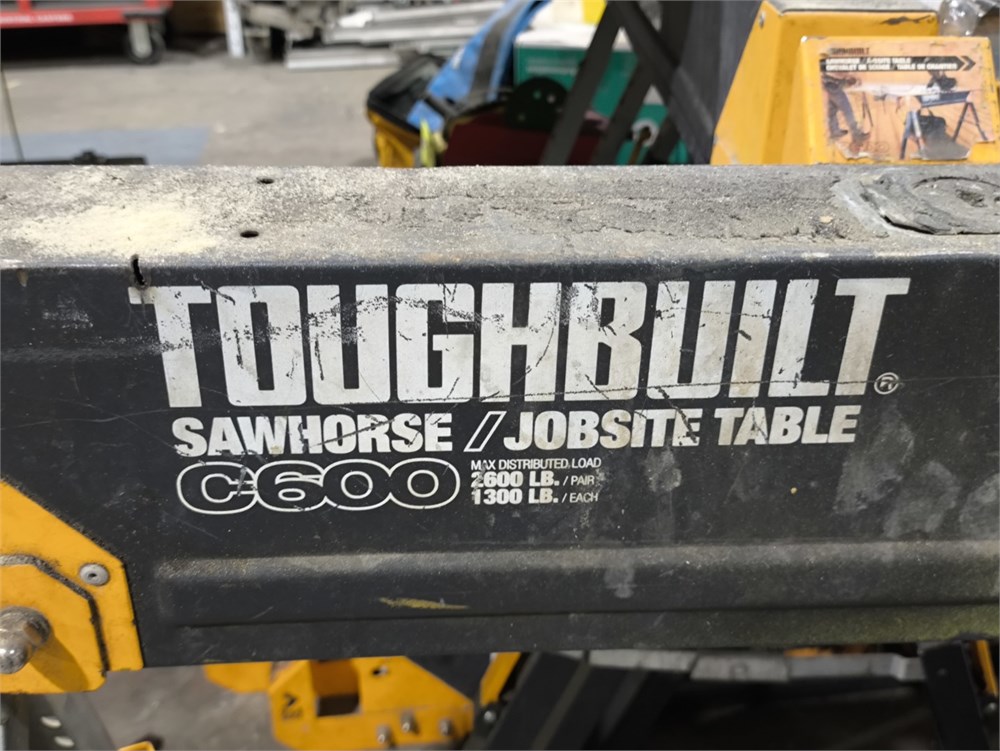 TOUGHBUILT®
SAWHORSE / JOBSITE TABLE
C600
MAX DISTRIBUTED LOAD
2600 LB. / PAIR
1300 LB. / EACH